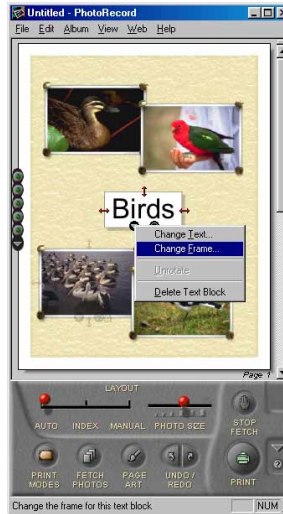 Untitled - PhotoRecord
File Edit Album View Web Help
Birds
Change Text...
Change Frame...
Unrotate
Delete Text Block
Page 1
LAYOUT
AUTO INDEX MANUAL PHOTO SIZE
STOP FETCH
PRINT MODES FETCH PHOTOS PAGE ART UNDO / REDO PRINT
?
Change the frame for this text block NUM